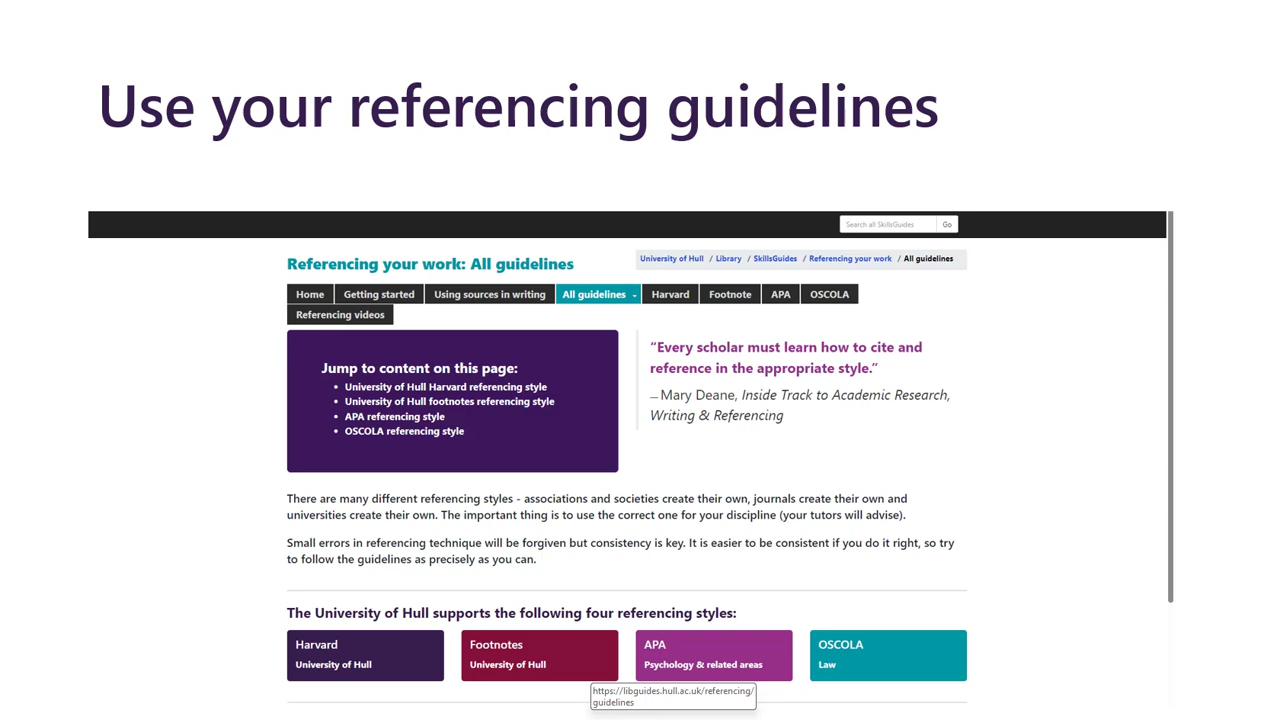 Use your referencing guidelines
Search all SkillsGuides
Go
Referencing your work: All guidelines
University of Hull / Library / SkillsGuides / Referencing your work / All guidelines
Home
Getting started
Using sources in writing
All guidelines
Harvard
Footnote
APA
OSCOLA
Referencing videos
Jump to content on this page:
• University of Hull Harvard referencing style
• University of Hull footnotes referencing style
• APA referencing style
• OSCOLA referencing style
“Every scholar must learn how to cite and
reference in the appropriate style.”
— Mary Deane, Inside Track to Academic Research,
Writing & Referencing
There are many different referencing styles - associations and societies create their own, journals create their own and
universities create their own. The important thing is to use the correct one for your discipline (your tutors will advise).
Small errors in referencing technique will be forgiven but consistency is key. It is easier to be consistent if you do it right, so try
to follow the guidelines as precisely as you can.
The University of Hull supports the following four referencing styles:
Harvard
University of Hull
Footnotes
University of Hull
APA
Psychology & related areas
OSCOLA
Law
https://libguides.hull.ac.uk/referencing/
guidelines